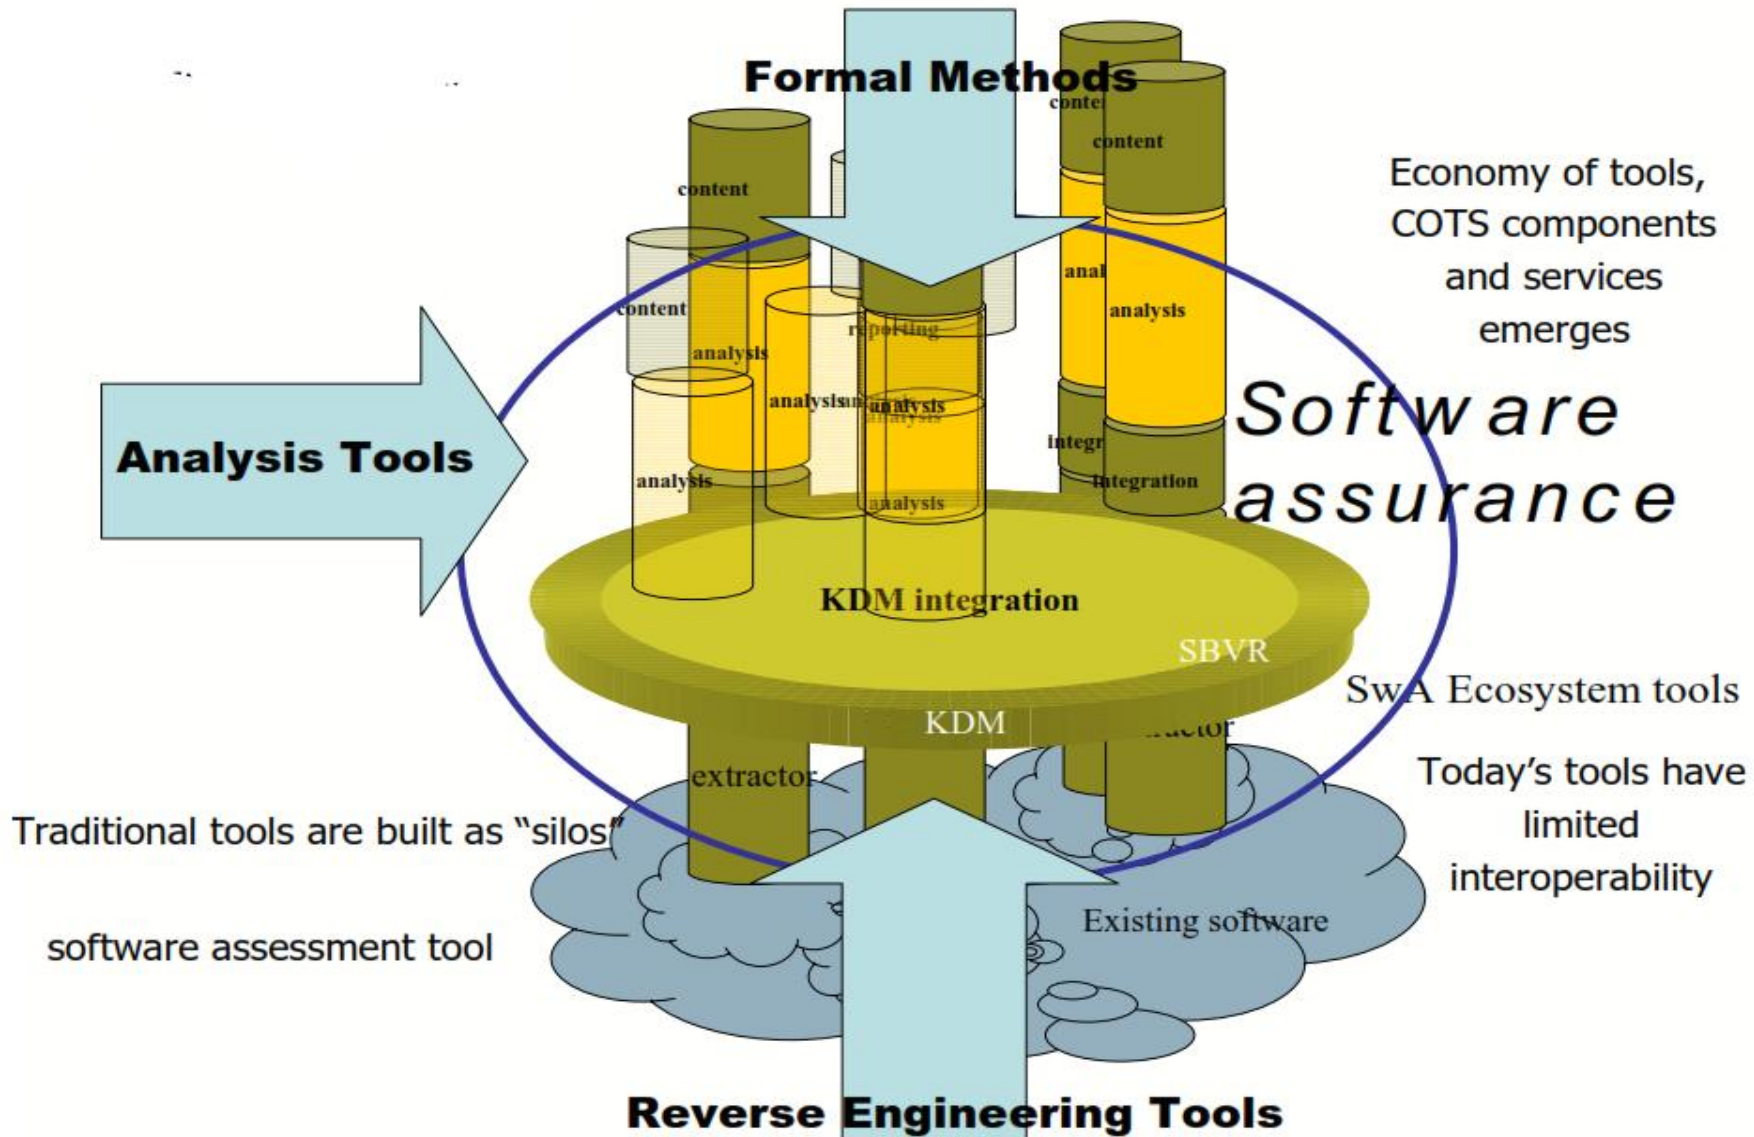 Formal Methods
content
content
content
content
analysis
analysis
reporting
analysis
analysis
analysis
analysis
analysis
integration
Economy of tools,
COTS components
and services
emerges
Software
assurance
Analysis Tools
KDM integration
SBVR
KDM
SwA Ecosystem tools
extractor
Today’s tools have
limited
interoperability
Traditional tools are built as “silos”
software assessment tool
Existing software
Reverse Engineering Tools